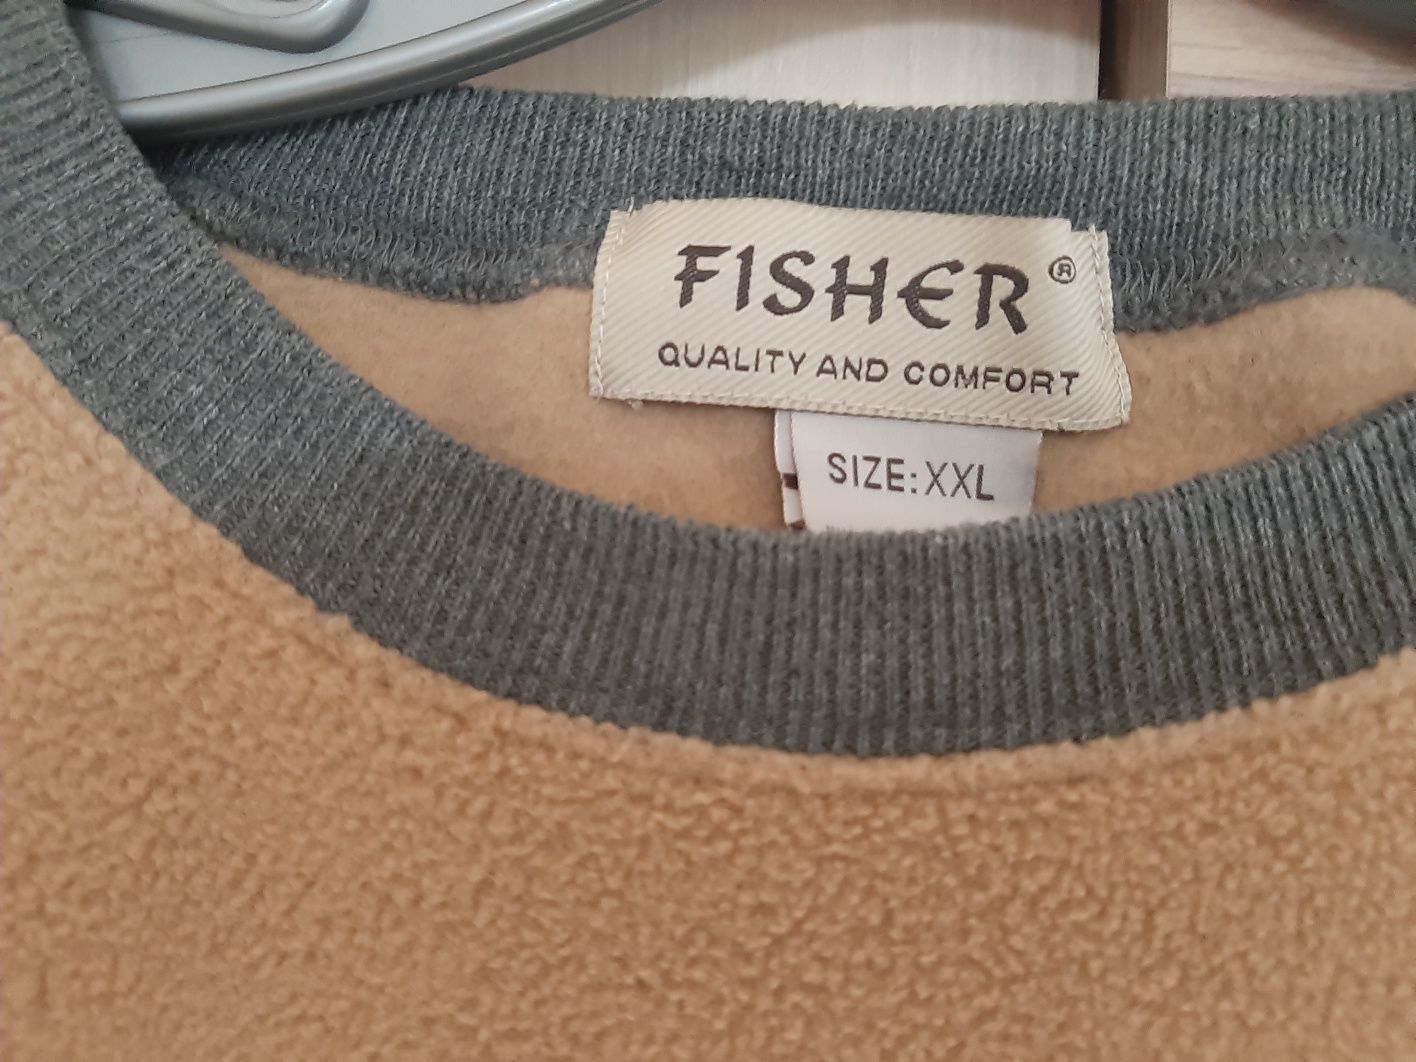 FISHER®
QUALITY AND COMFORT
SIZE: XXL